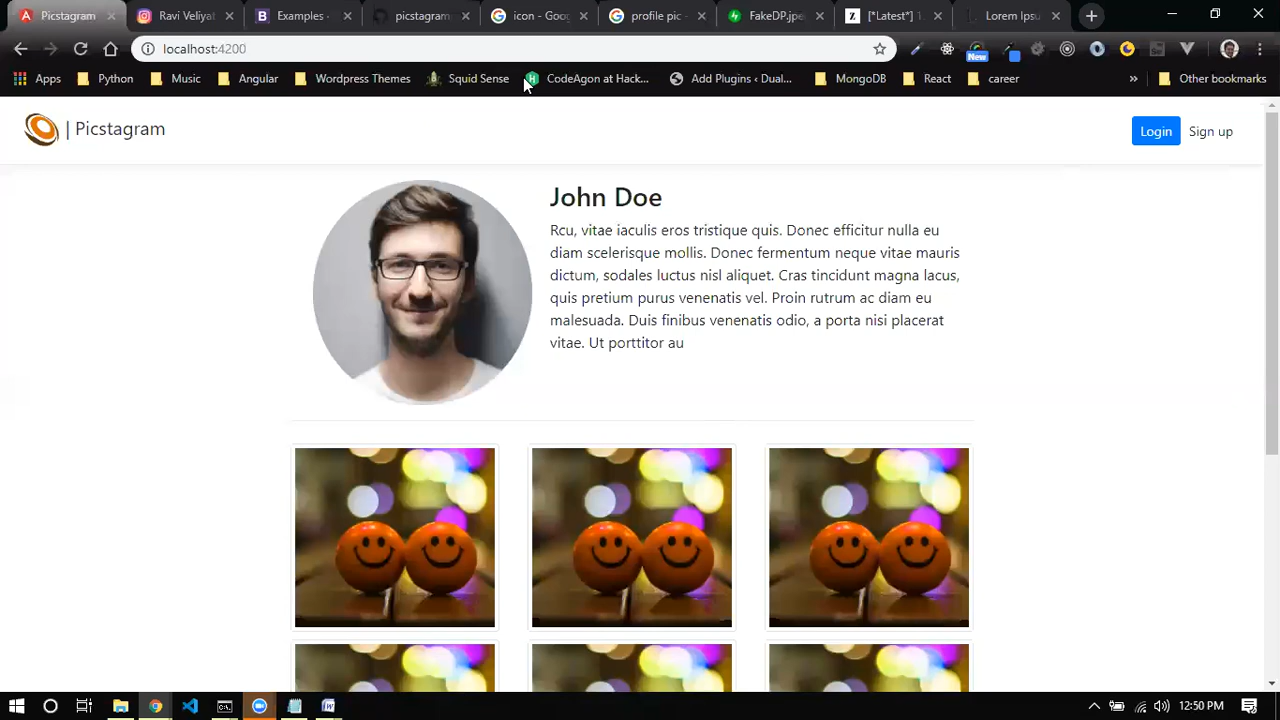 Picstagram
Ravi Veliyat
Examples ·
picstagram
icon - Goog
profile pic -
FakeDP.jpe
[*Latest*] 1
Lorem Ipsu
localhost:4200
New
Apps
Python
Music
Angular
Wordpress Themes
Squid Sense
CodeAgon at Hack...
Add Plugins ‹ Dual...
MongoDB
React
career
»
Other bookmarks
| Picstagram
Login
Sign up
John Doe
Rcu, vitae iaculis eros tristique quis. Donec efficitur nulla eu
diam scelerisque mollis. Donec fermentum neque vitae mauris
dictum, sodales luctus nisl aliquet. Cras tincidunt magna lacus,
quis pretium purus venenatis vel. Proin rutrum ac diam eu
malesuada. Duis finibus venenatis odio, a porta nisi placerat
vitae. Ut porttitor au
12:50 PM